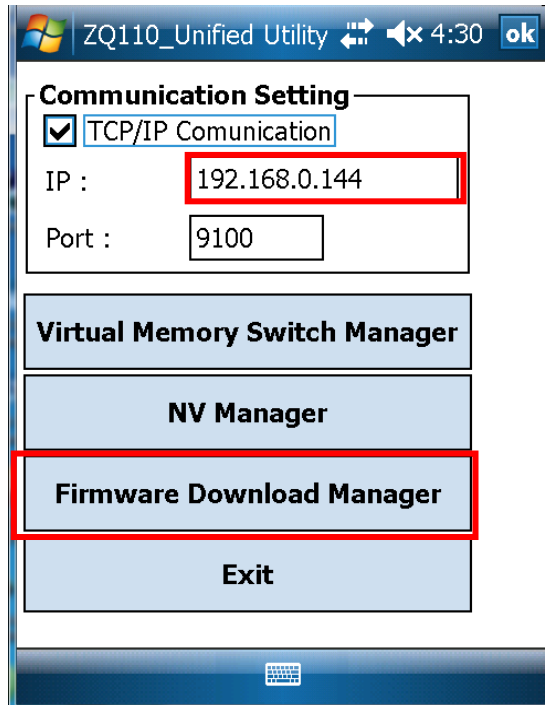 ZQ110_Unified Utility 4:30 ok
Communication Setting
TCP/IP Comunication
IP : 192.168.0.144
Port : 9100
Virtual Memory Switch Manager
NV Manager
Firmware Download Manager
Exit